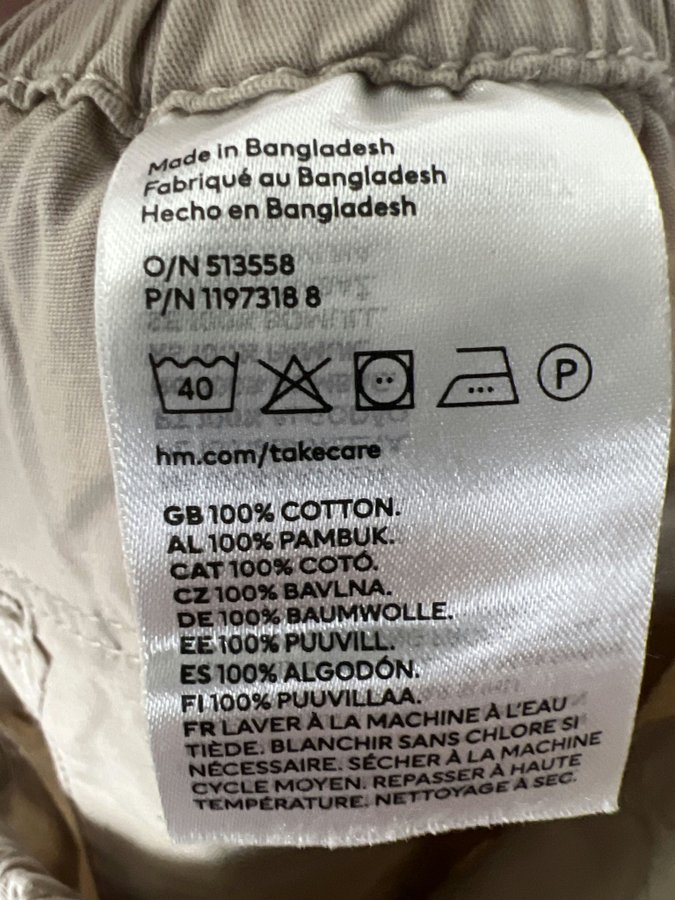 Made in Bangladesh
Fabriqué au Bangladesh
Hecho en Bangladesh
O/N 513558
P/N 1197318 8
40
P
hm.com/takecare
GB 100% COTTON.
AL 100% PAMBUK.
CAT 100% COTÓ.
CZ 100% BAVLNA.
DE 100% BAUMWOLLE.
EE 100% PUUVILL.
ES 100% ALGODÓN.
FI 100% PUUVILLAA.
FR LAVER À LA MACHINE À L'EAU
TIÈDE. BLANCHIR SANS CHLORE SI
NÉCESSAIRE. SÉCHER À LA MACHINE
CYCLE MOYEN. REPASSER À HAUTE
TEMPÉRATURE. NETTOYAGE À SEC.